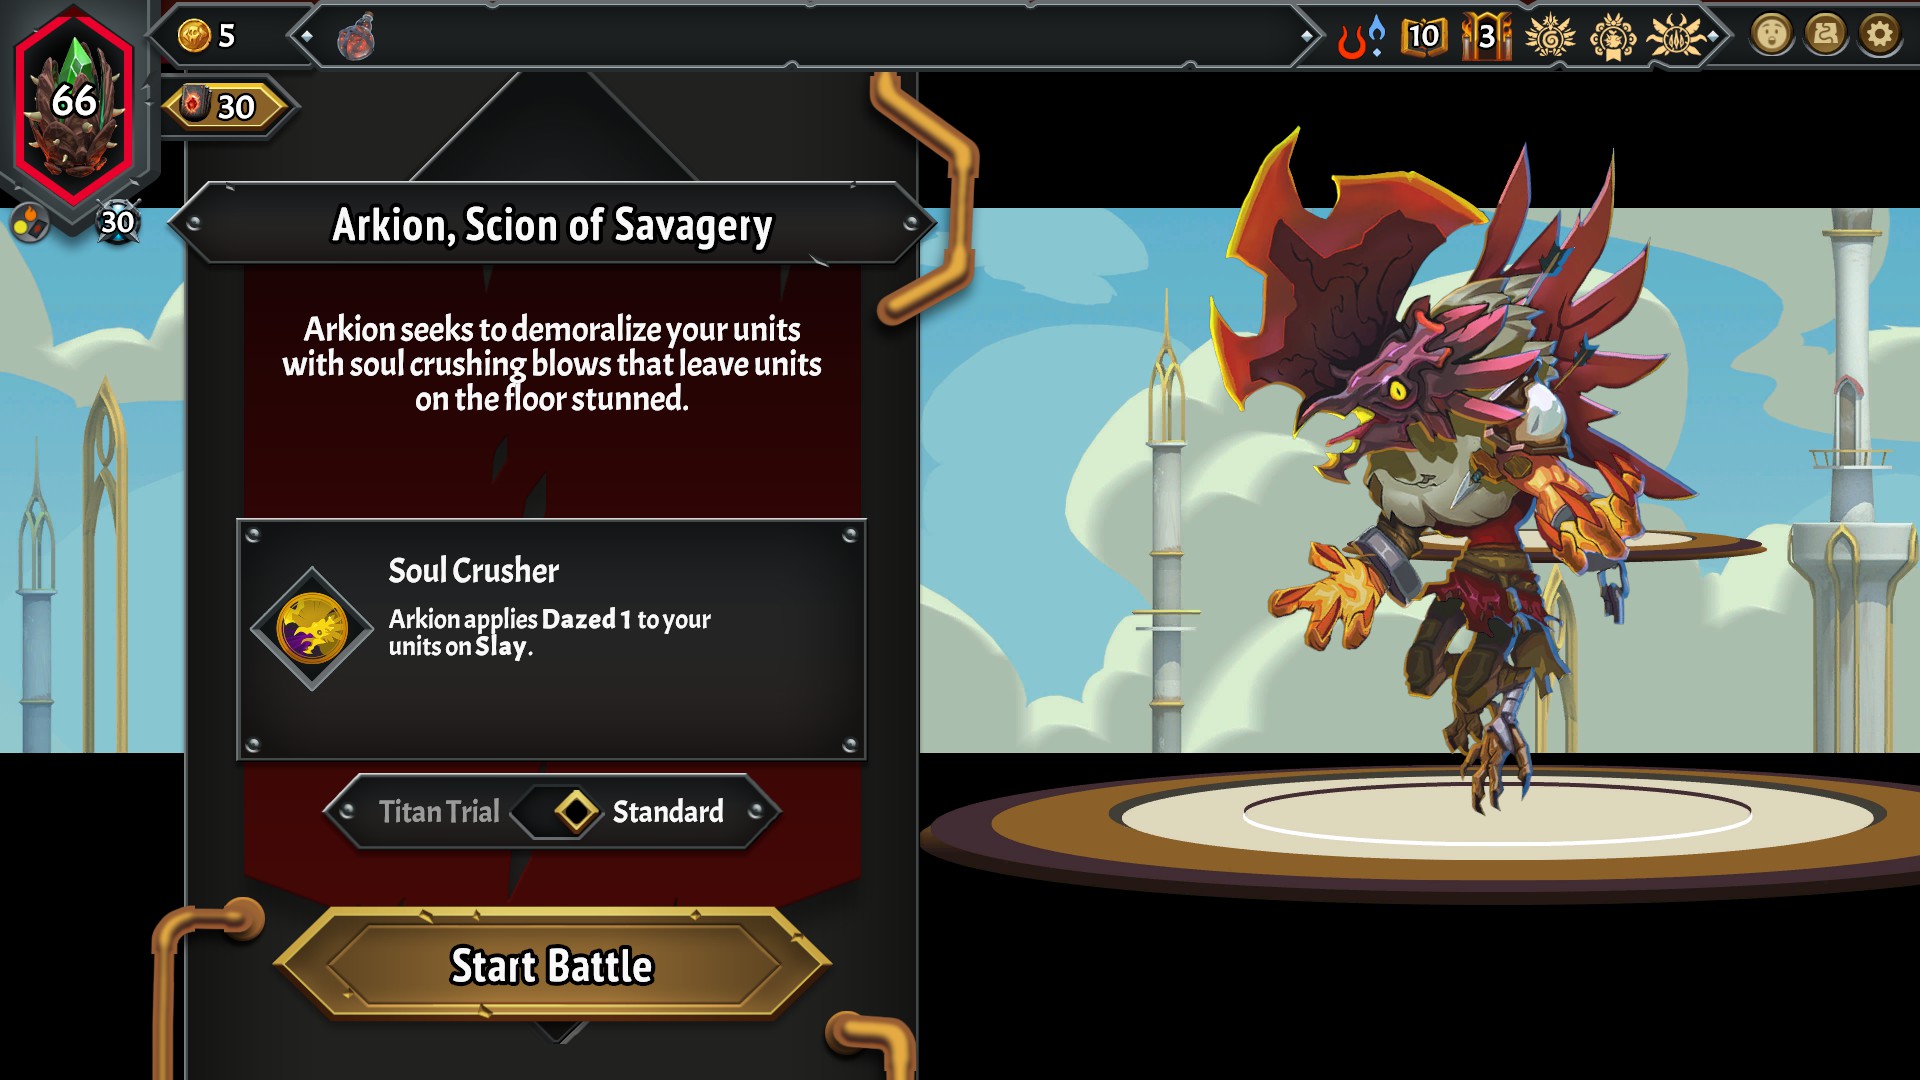 5
10
3
66
30
30
Arkion, Scion of Savagery
Arkion seeks to demoralize your units
with soul crushing blows that leave units
on the floor stunned.
Soul Crusher
Arkion applies Dazed 1 to your
units on Slay.
Titan Trial
Standard
Start Battle